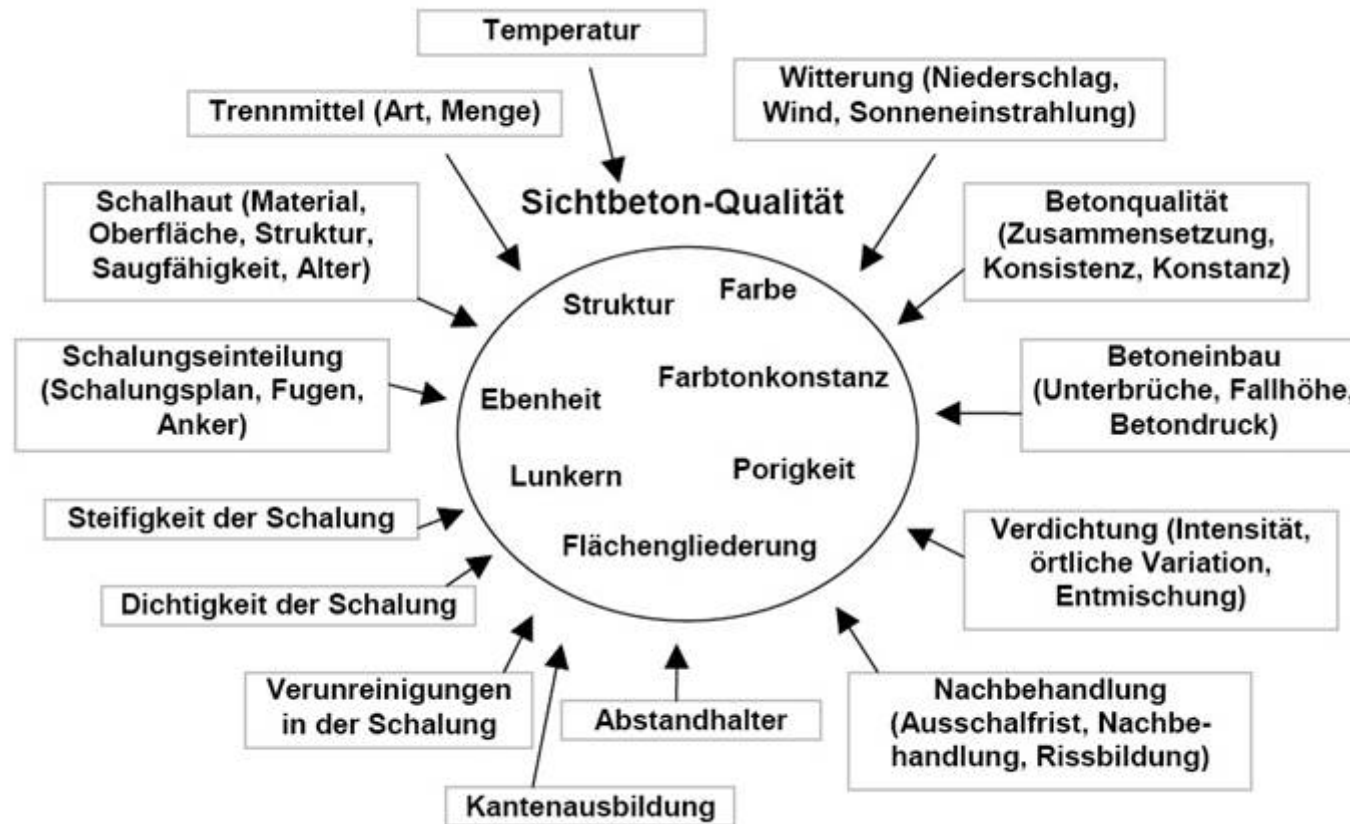 Temperatur
Witterung (Niederschlag,
Wind, Sonneneinstrahlung)
Trennmittel (Art, Menge)
Sichtbeton-Qualität
Schalhaut (Material,
Oberfläche, Struktur,
Saugfähigkeit, Alter)
Betonqualität
(Zusammensetzung,
Konsistenz, Konstanz)
Struktur
Farbe
Schalungseinteilung
(Schalungsplan, Fugen,
Anker)
Ebenheit
Farbtonkonstanz
Betoneinbau
(Unterbrüche, Fallhöhe,
Betondruck)
Lunkern
Porigkeit
Steifigkeit der Schalung
Flächengliederung
Verdichtung (Intensität,
örtliche Variation,
Entmischung)
Dichtigkeit der Schalung
Verunreinigungen
in der Schalung
Abstandhalter
Nachbehandlung
(Ausschalfrist, Nachbe-
handlung, Rissbildung)
Kantenausbildung